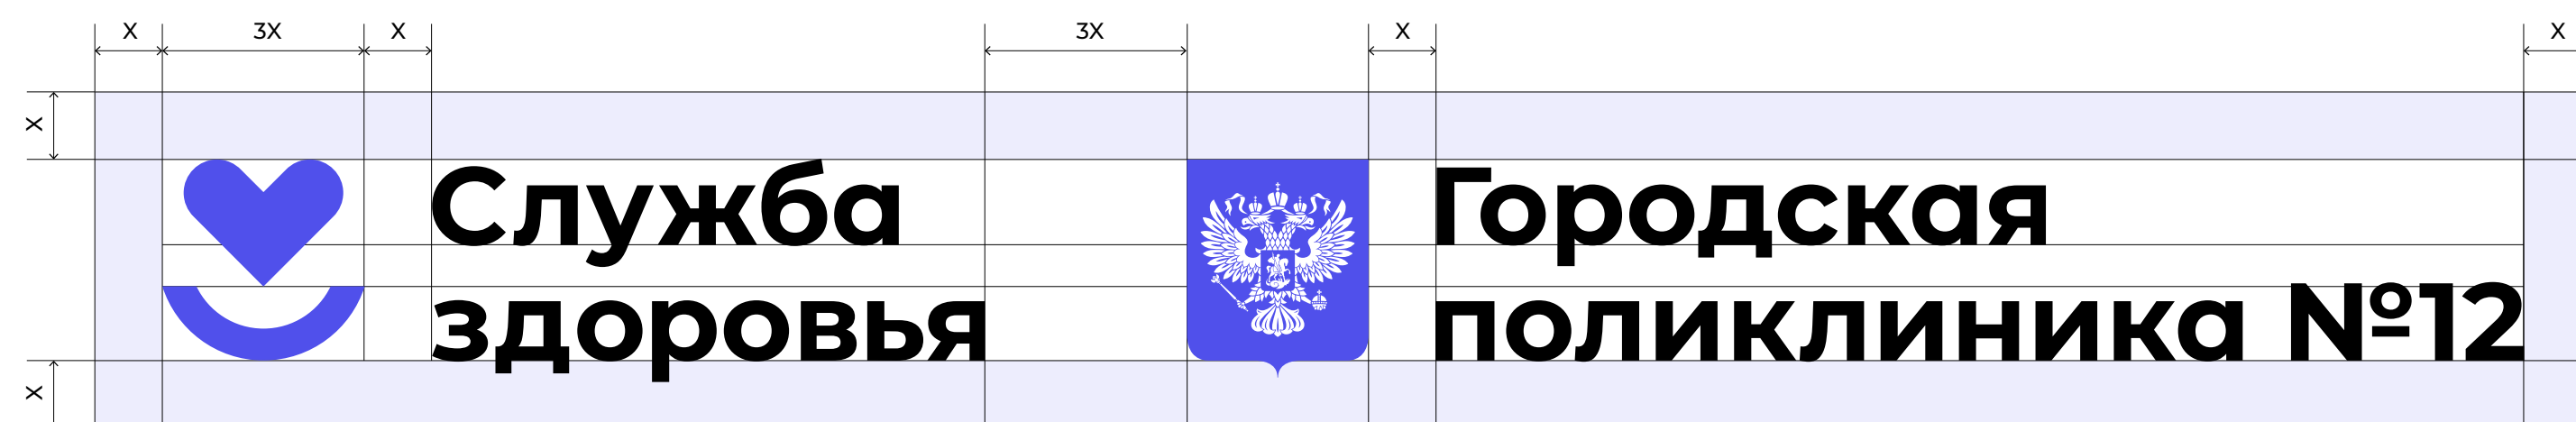 X 3X X 3X X X
X
Служба
здоровья
Городская
поликлиника №12
X